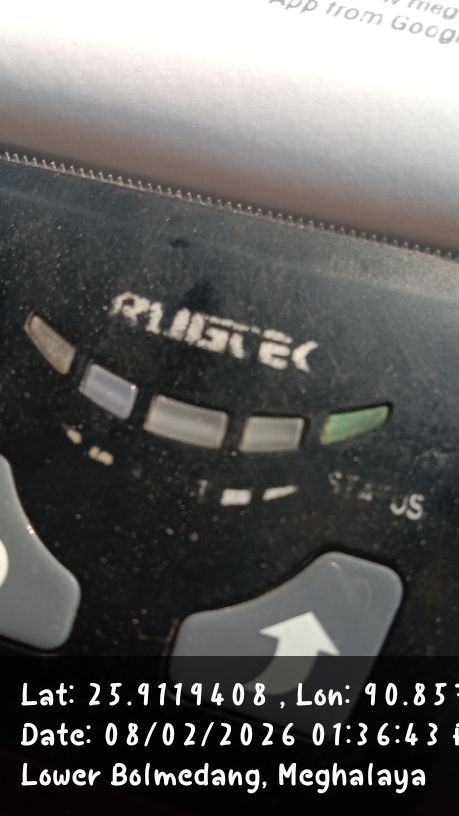 App from Google
RUGTEK
STATUS
Lat: 25.9119408 , Lon: 90.85
Date: 08/02/2026 01:36:43
Lower Bolmedang, Meghalaya